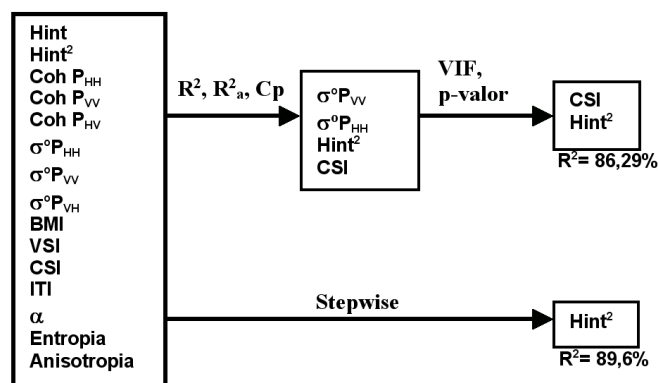 Hint
Hint²
Coh P_HH
Coh P_VV
Coh P_HV
σ°P_HH
σ°P_VV
σ°P_VH
BMI
VSI
CSI
ITI
α
Entropia
Anisotropia
R², R²ₐ, Cp
σ°P_VV
σ°P_HH
Hint²
CSI
VIF,
p-valor
CSI
Hint²
R²= 86,29%
Stepwise
Hint²
R²= 89,6%